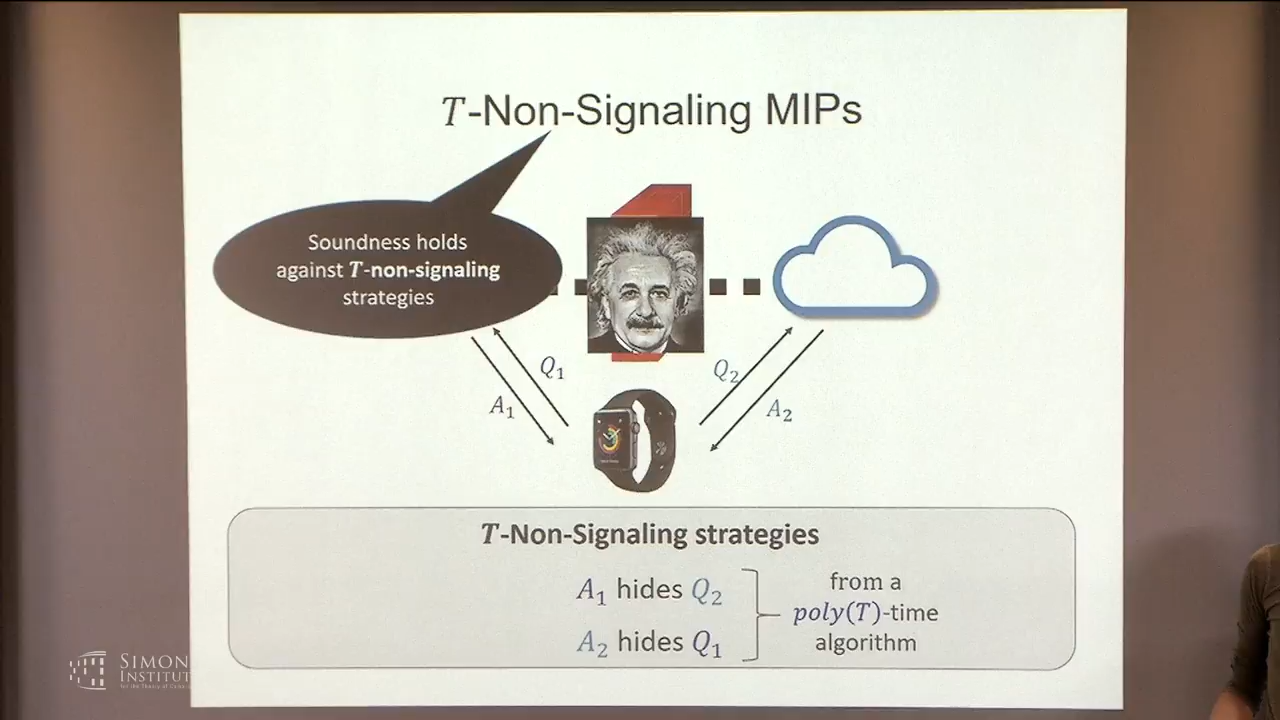 T-Non-Signaling MIPs
Soundness holds
against T-non-signaling
strategies
Q₁
A₁
Q₂
A₂
T-Non-Signaling strategies
A₁ hides Q₂
A₂ hides Q₁
from a
poly(T)-time
algorithm
SIMON
INSTITUT